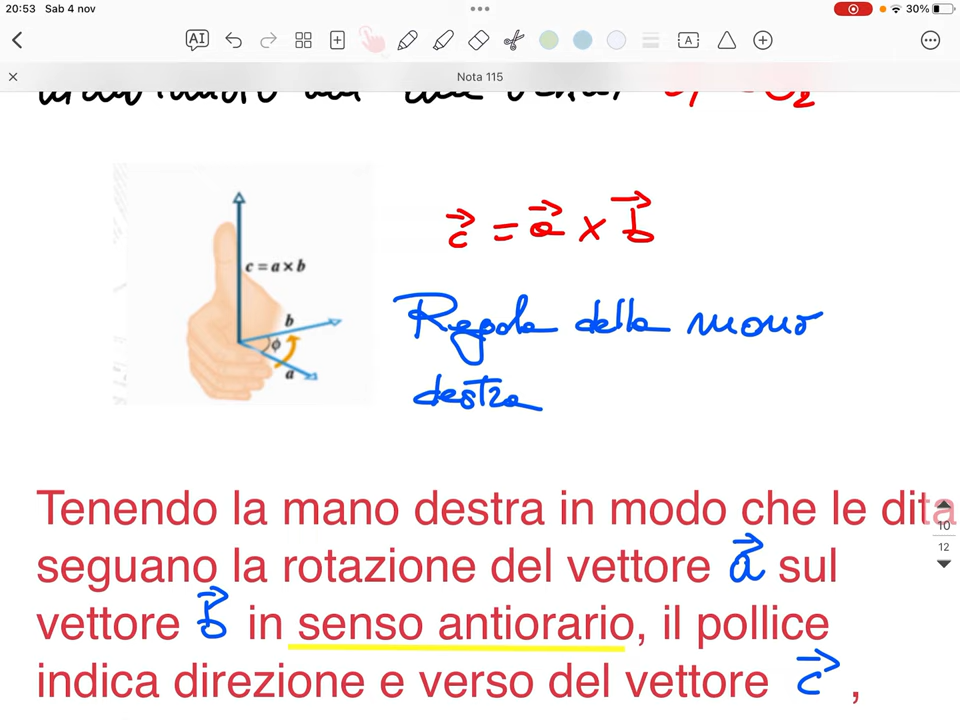 20:53 Sab 4 nov
30%
AI
A
Nota 115
c = a × b
b
ϕ
a
c⃗ = a⃗ × b⃗
Regola della mano
destra
Tenendo la mano destra in modo che le dita
seguano la rotazione del vettore a⃗ sul
vettore b⃗ in senso antiorario, il pollice
indica direzione e verso del vettore c⃗ ,
10
12